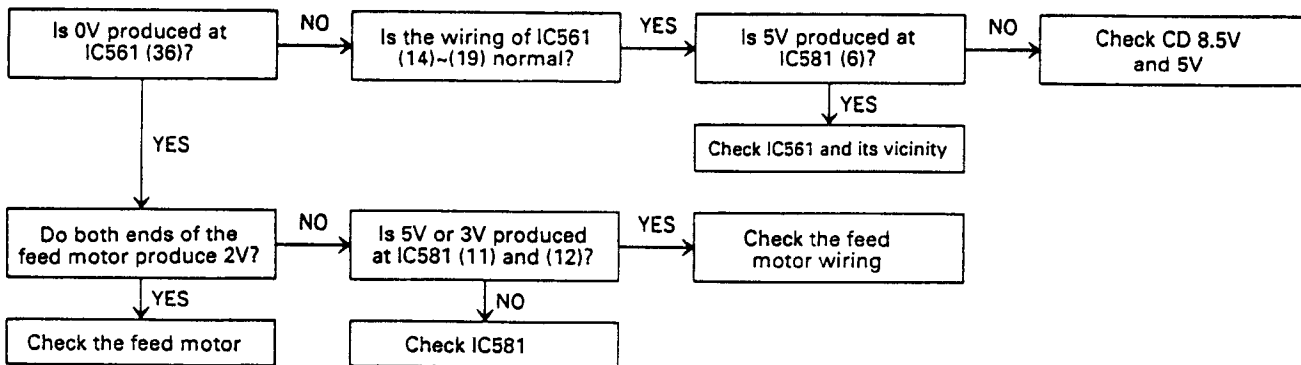 Is 0V produced at
IC561 (36)?
NO
Is the wiring of IC561
(14)~(19) normal?
YES
Is 5V produced at
IC581 (6)?
NO
Check CD 8.5V
and 5V
YES
Check IC561 and its vicinity
YES
Do both ends of the
feed motor produce 2V?
NO
Is 5V or 3V produced
at IC581 (11) and (12)?
YES
Check the feed
motor wiring
YES
Check the feed motor
NO
Check IC581